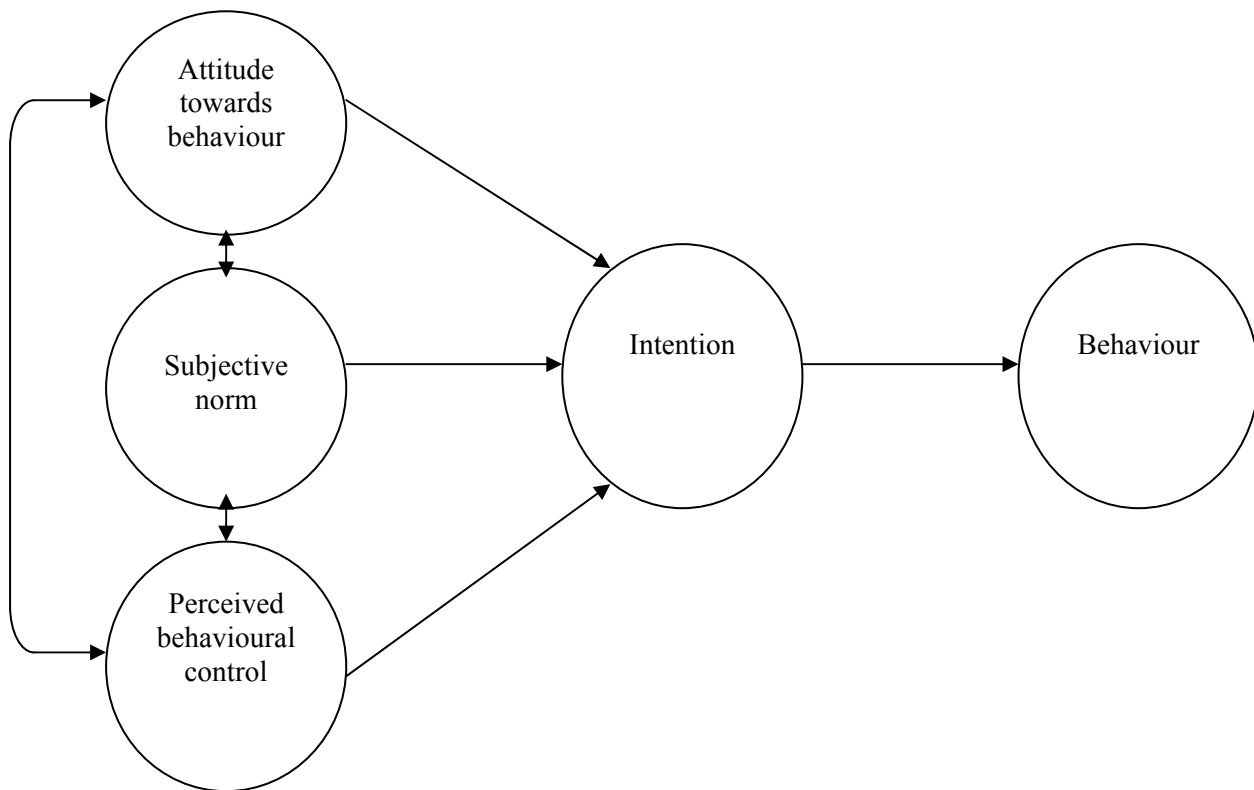 Attitude
towards
behaviour
Subjective
norm
Perceived
behavioural
control
Intention
Behaviour